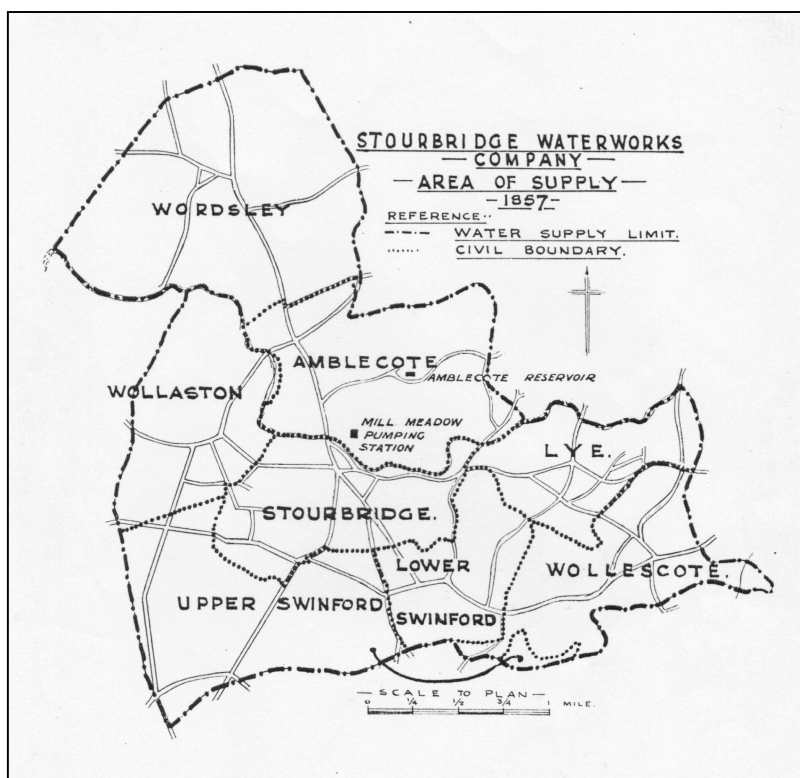 STOURBRIDGE WATERWORKS
— COMPANY —
— AREA OF SUPPLY —
- 1857 -
REFERENCE..
WATER SUPPLY LIMIT.
CIVIL BOUNDARY.
WORDSLEY
AMBLECOTE
AMBLECOTE RESERVOIR
WOLLASTON
MILL MEADOW
PUMPING
STATION
LYE.
STOURBRIDGE.
LOWER
SWINFORD
WOLLESCOTE.
UPPER SWINFORD
— SCALE TO PLAN —
0 1/4 1/2 3/4 1 MILE.